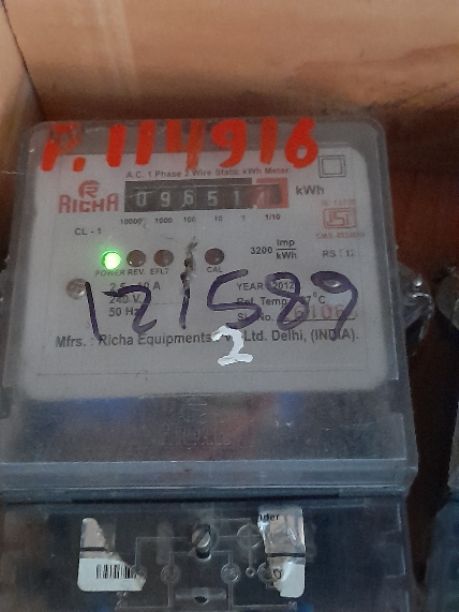 P.114916
A.C. 1 Phase 2 Wire Static kWh Meter
RICHA
09651
kWh
10000 1000 100 10 1 1/10
CL - 1
3200 imp/kWh
POWER REV. EFLT CAL
YEAR 2012
240 V
50 Hz
121589
Mfrs. : Richa Equipments Ltd. Delhi, (INDIA).
2